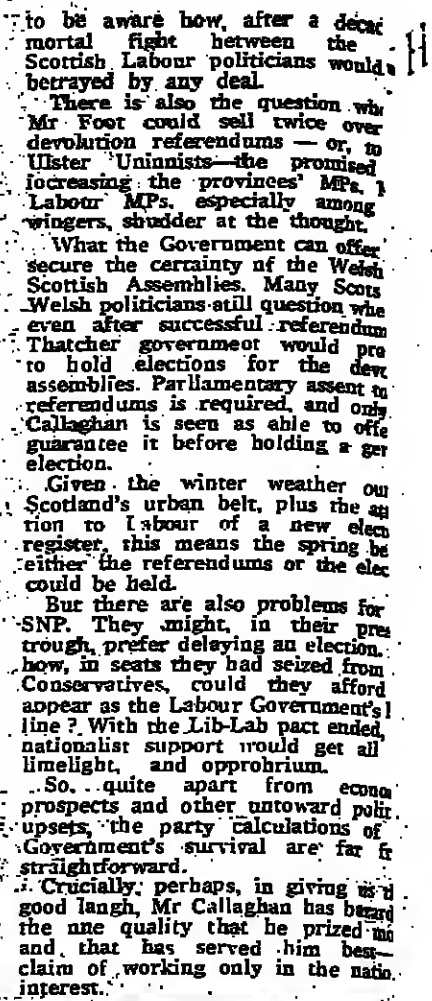 to be aware how, after a decad
mortal fight between the
Scottish Labour politicians would
betrayed by any deal.
There is also the question why
Mr Foot could sell twice over
devolution referendums — or, to
Ulster Uninnists—the promised
increasing the provinces' MPs.
Labour MPs, especially among
wingers, shudder at the thought.
What the Government can offer
secure the certainty of the Welsh
Scottish Assemblies. Many Scots
Welsh politicians still question whe
even after successful referendum
Thatcher government would pro
to hold elections for the devo
assemblies. Parliamentary assent to
referendums is required, and only
Callaghan is seen as able to offe
guarantee it before holding a gen
election.
Given the winter weather our
Scotland's urban belt, plus the
tion to Labour of a new elec
register, this means the spring be
either the referendums or the elec
could be held.
But there are also problems for
SNP. They might, in their pres
trough, prefer delaying an election.
how, in seats they had seized from
Conservatives, could they afford
appear as the Labour Government's
line? With the Lib-Lab pact ended,
nationalist support would get all
limelight, and opprobrium.
So, quite apart from econo
prospects and other untoward polit
upsets, the party calculations of
Government's survival are far fr
straightforward.
Crucially, perhaps, in giving us
good laugh, Mr Callaghan has
the one quality that he prized mo
and that has served him best—
claim of working only in the natio
interest.